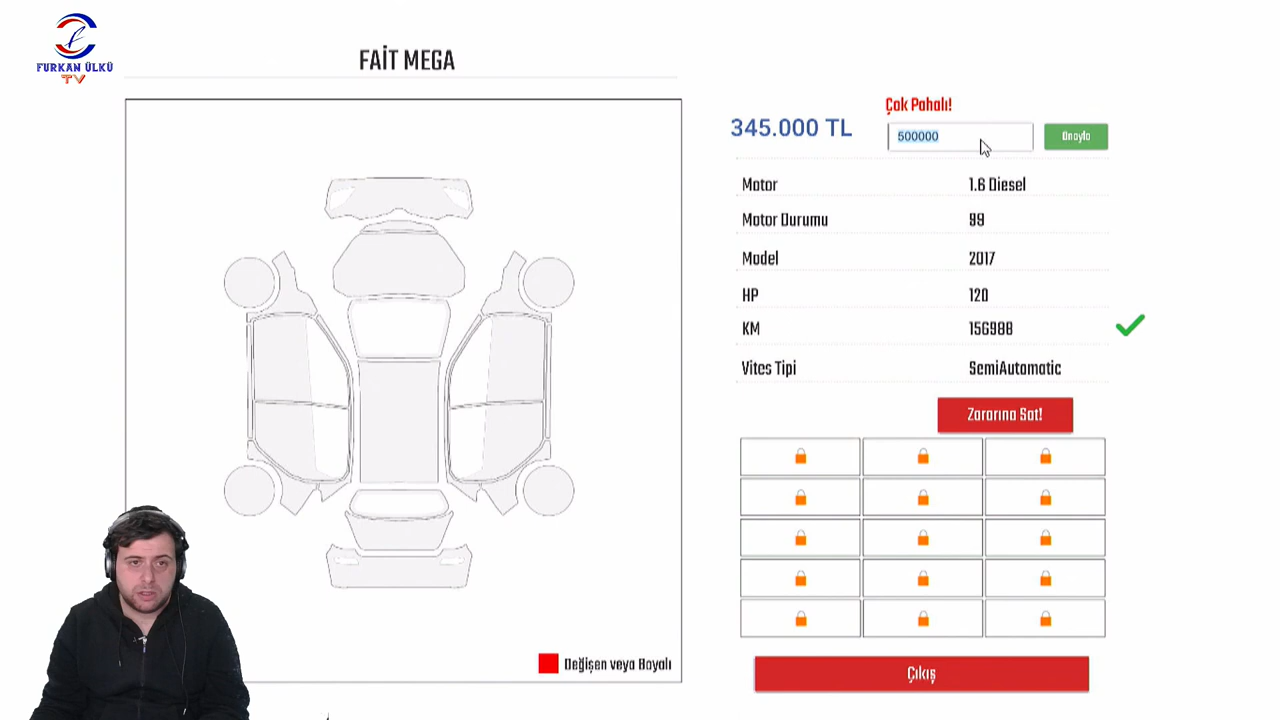 FURKAN ÜLKÜ
TV
FAİT MEGA
Çok Pahalı!
345.000 TL
500000
Onayla
Motor 1.6 Diesel
Motor Durumu 99
Model 2017
HP 120
KM 156988
Vites Tipi SemiAutomatic
Zararına Sat!
Değişen veya Boyalı
Çıkış